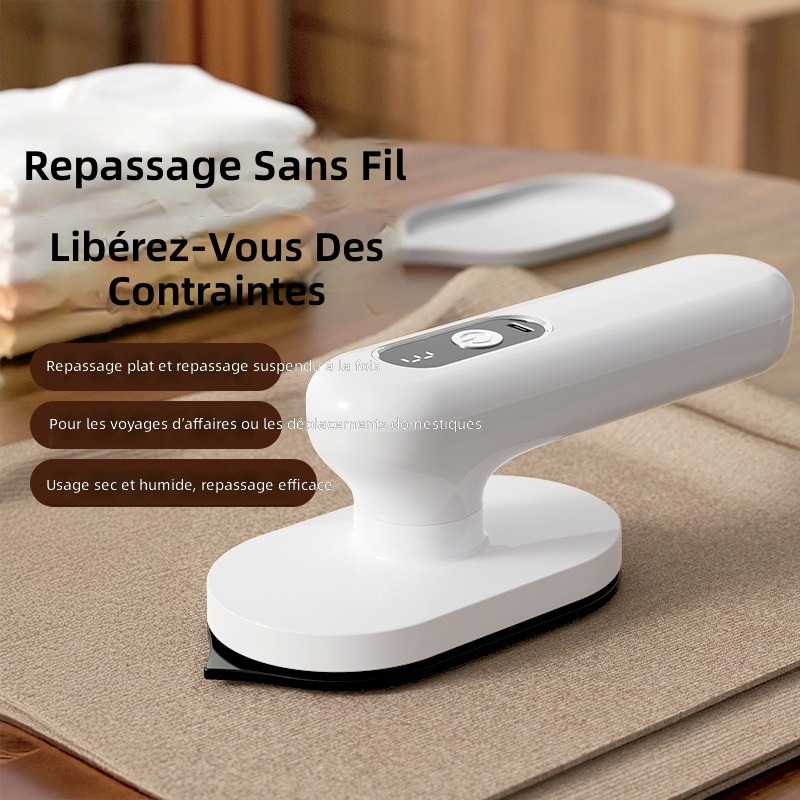 Repassage Sans Fil
Libérez-Vous Des
Contraintes
Repassage plat et repassage suspendu à la fois
Pour les voyages d'affaires ou les déplacements domestiques
Usage sec et humide, repassage efficace